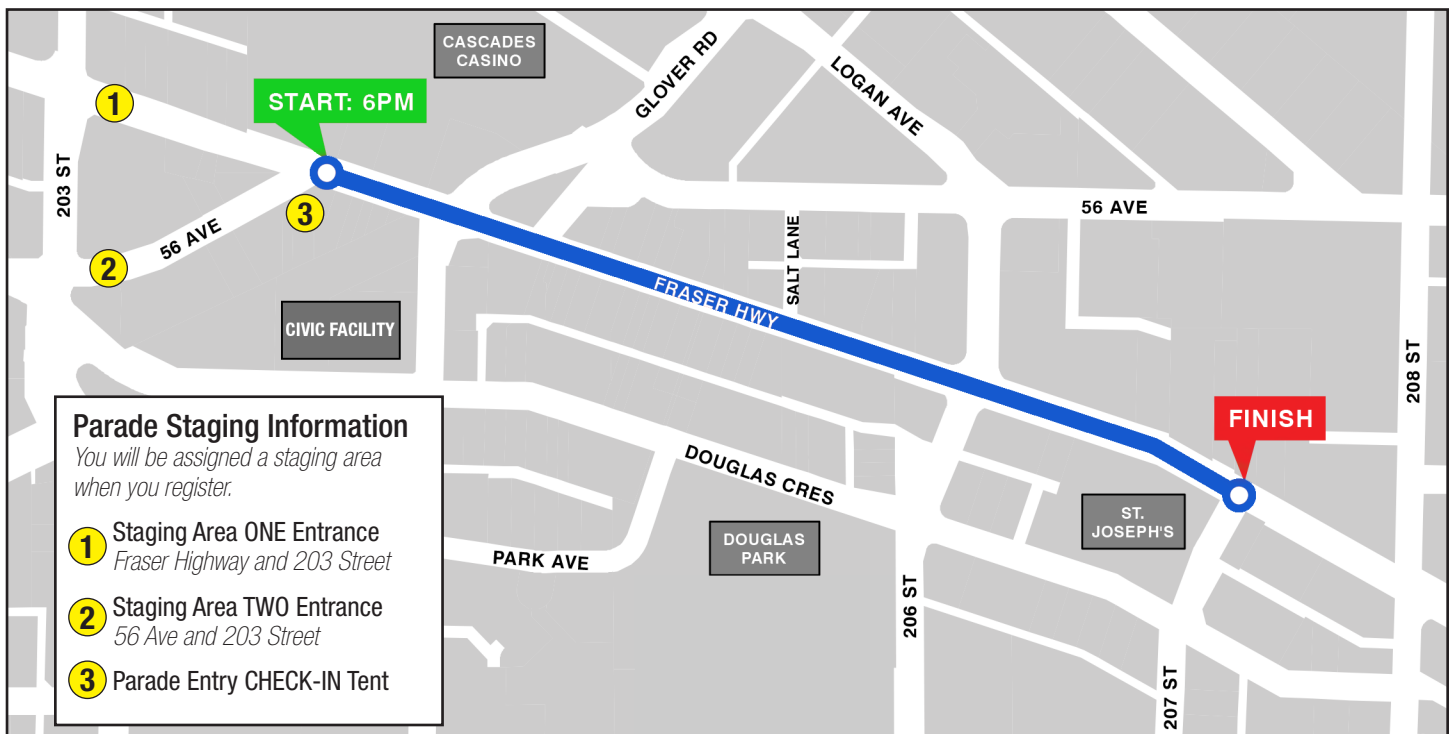 CASCADES
CASINO
GLOVER RD
LOGAN AVE
START: 6PM
1
203 ST
3
56 AVE
2
56 AVE
SALT LANE
FRASER HWY
CIVIC FACILITY
208 ST
FINISH
DOUGLAS CRES
ST.
JOSEPH'S
DOUGLAS
PARK
PARK AVE
206 ST
207 ST
Parade Staging Information
You will be assigned a staging area
when you register.
1 Staging Area ONE Entrance
Fraser Highway and 203 Street
2 Staging Area TWO Entrance
56 Ave and 203 Street
3 Parade Entry CHECK-IN Tent